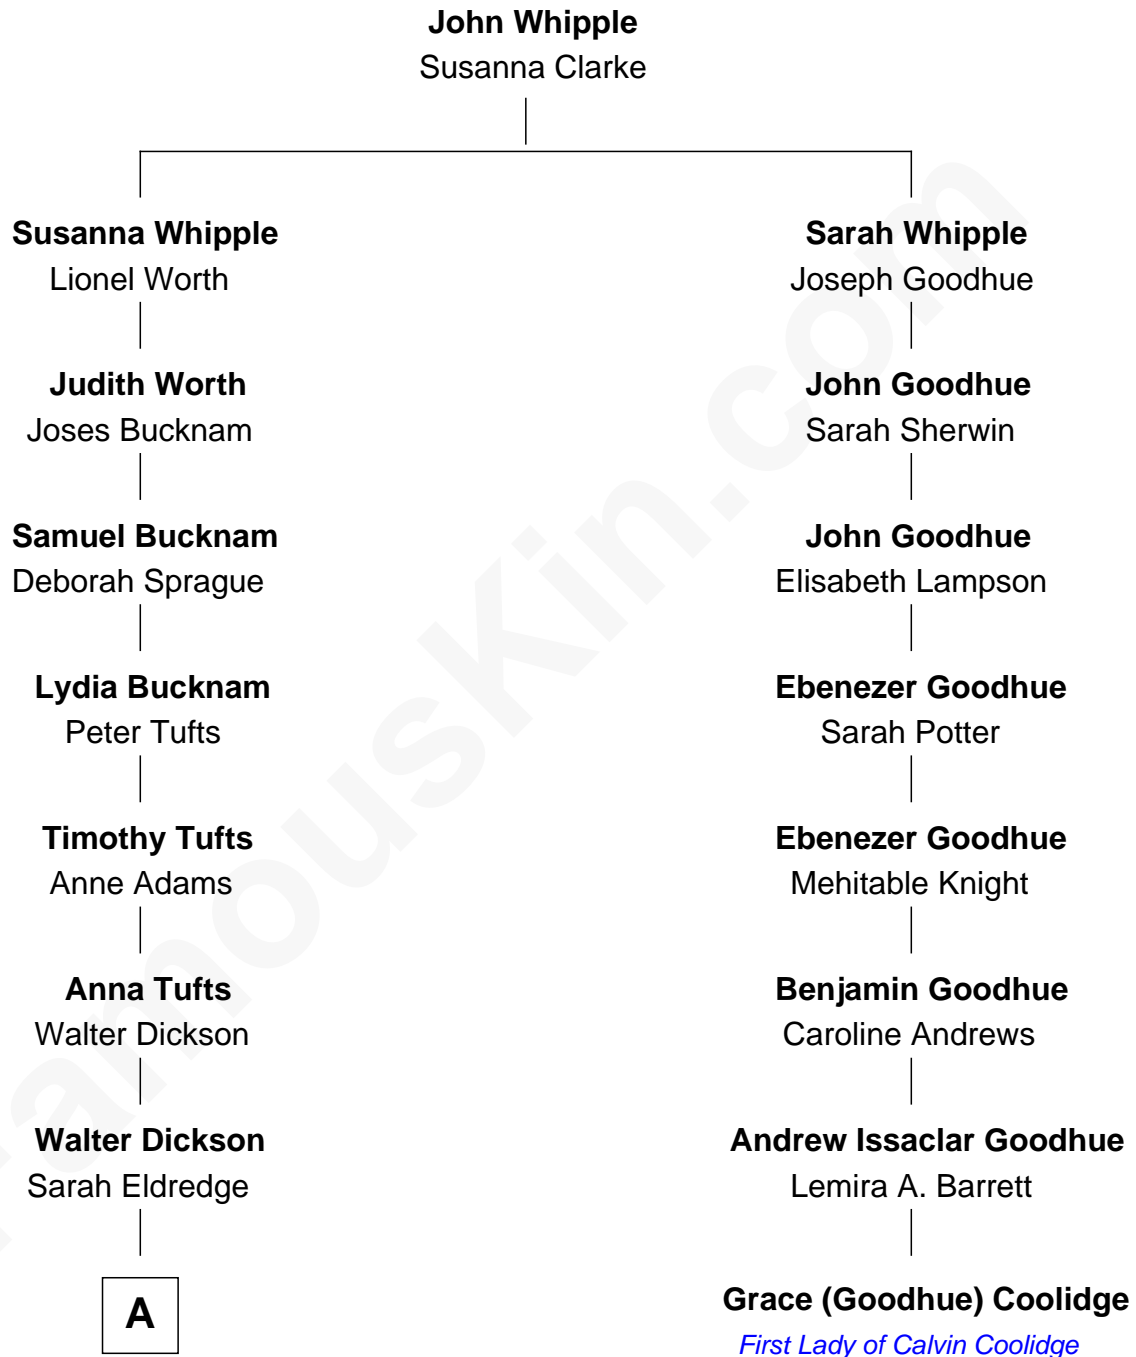 John Whipple
Susanna Clarke
Susanna Whipple
Lionel Worth
Judith Worth
Joses Bucknam
Samuel Bucknam
Deborah Sprague
Lydia Bucknam
Peter Tufts
Timothy Tufts
Anne Adams
Anna Tufts
Walter Dickson
Walter Dickson
Sarah Eldredge
A
Sarah Whipple
Joseph Goodhue
John Goodhue
Sarah Sherwin
John Goodhue
Elisabeth Lampson
Ebenezer Goodhue
Sarah Potter
Ebenezer Goodhue
Mehitable Knight
Benjamin Goodhue
Caroline Andrews
Andrew Issaclar Goodhue
Lemira A. Barrett
Grace (Goodhue) Coolidge
First Lady of Calvin Coolidge
FamousKin.com